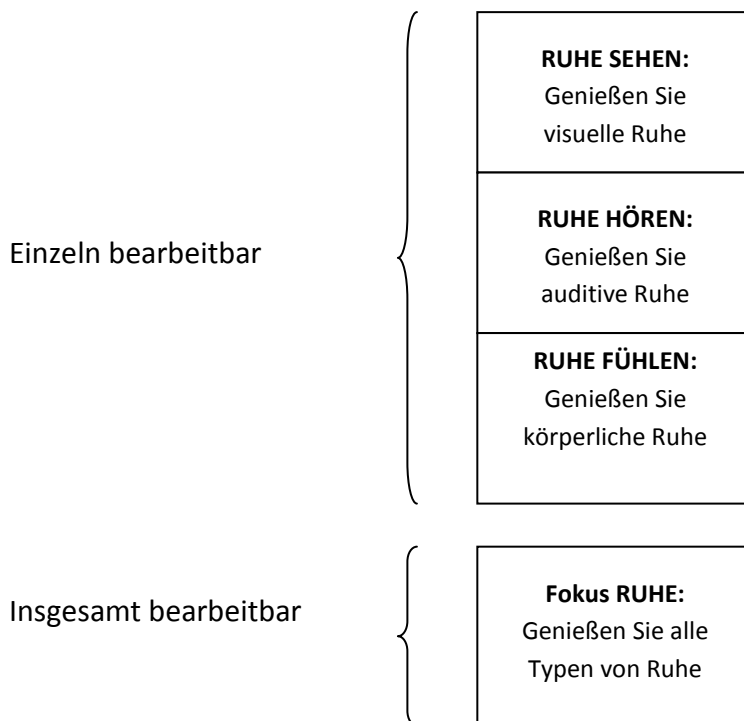 RUHE SEHEN:
Genießen Sie
visuelle Ruhe
Einzeln bearbeitbar
RUHE HÖREN:
Genießen Sie
auditive Ruhe
RUHE FÜHLEN:
Genießen Sie
körperliche Ruhe
Insgesamt bearbeitbar
Fokus RUHE:
Genießen Sie alle
Typen von Ruhe